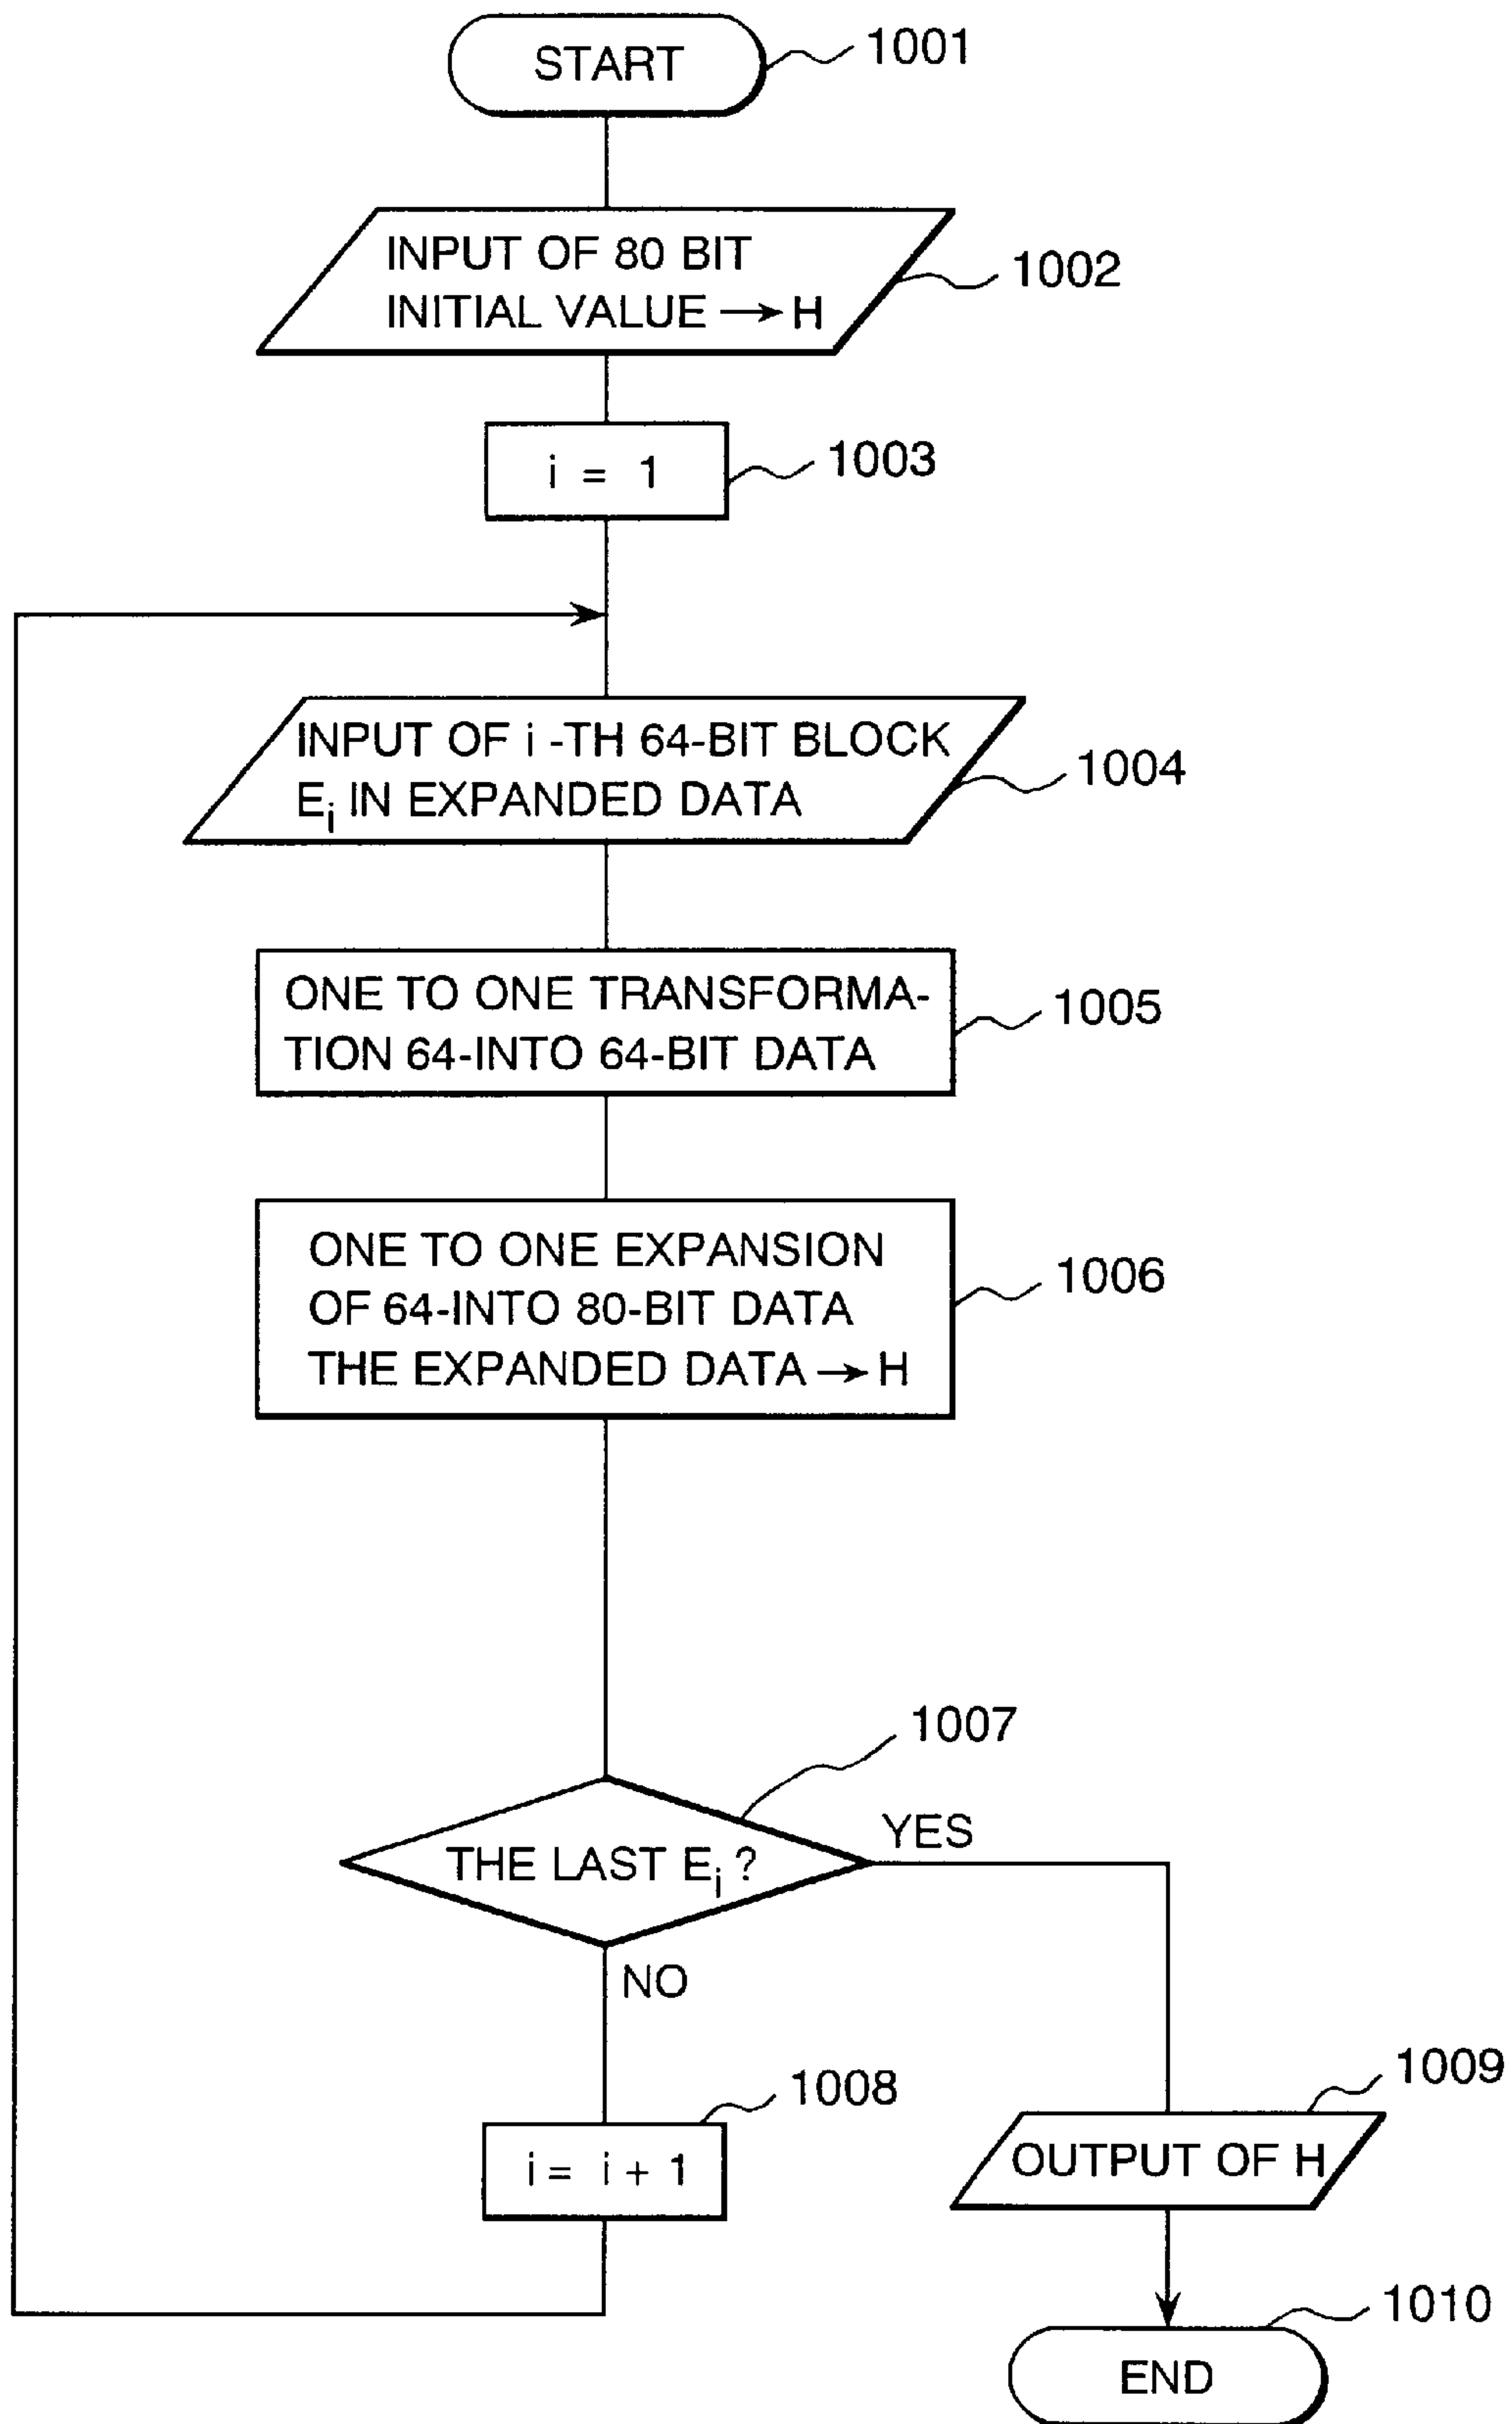 START
1001
INPUT OF 80 BIT
INITIAL VALUE → H
1002
i = 1
1003
INPUT OF i -TH 64-BIT BLOCK
Ei IN EXPANDED DATA
1004
ONE TO ONE TRANSFORMA-
TION 64-INTO 64-BIT DATA
1005
ONE TO ONE EXPANSION
OF 64-INTO 80-BIT DATA
THE EXPANDED DATA → H
1006
1007
THE LAST Ei ?
YES
NO
1008
i = i + 1
1009
OUTPUT OF H
1010
END